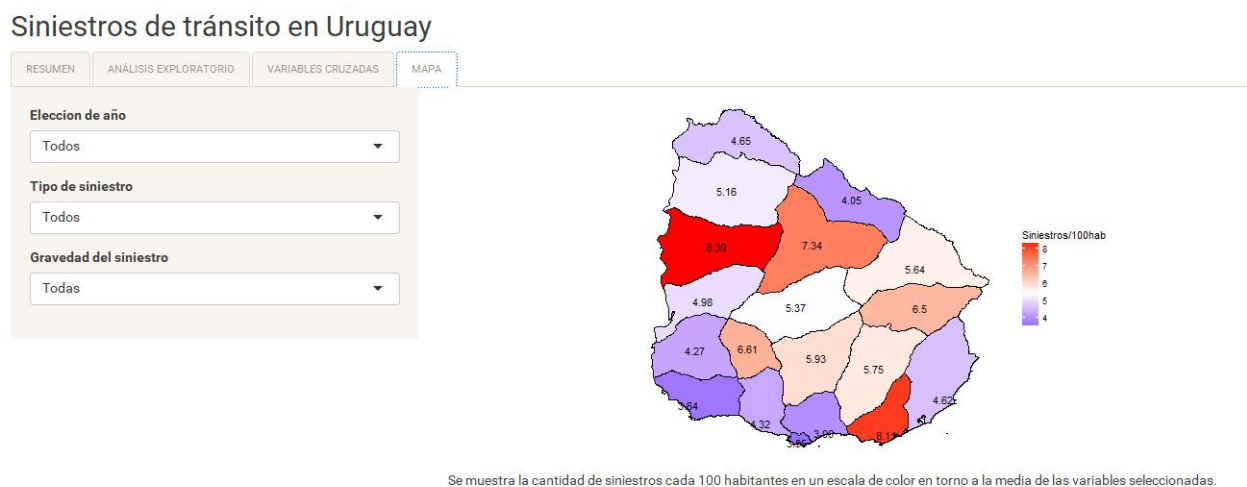 Siniestros de tránsito en Uruguay
RESUMEN
ANÁLISIS EXPLORATORIO
VARIABLES CRUZADAS
MAPA
Eleccion de año
Todos
Tipo de siniestro
Todos
Gravedad del siniestro
Todas
4.65
5.16
4.05
8.39
7.34
5.64
4.98
5.37
6.5
4.27
6.61
5.93
5.75
3.64
4.32
8.11
4.62
Siniestros/100hab
8
7
6
5
4
Se muestra la cantidad de siniestros cada 100 habitantes en un escala de color en torno a la media de las variables seleccionadas.